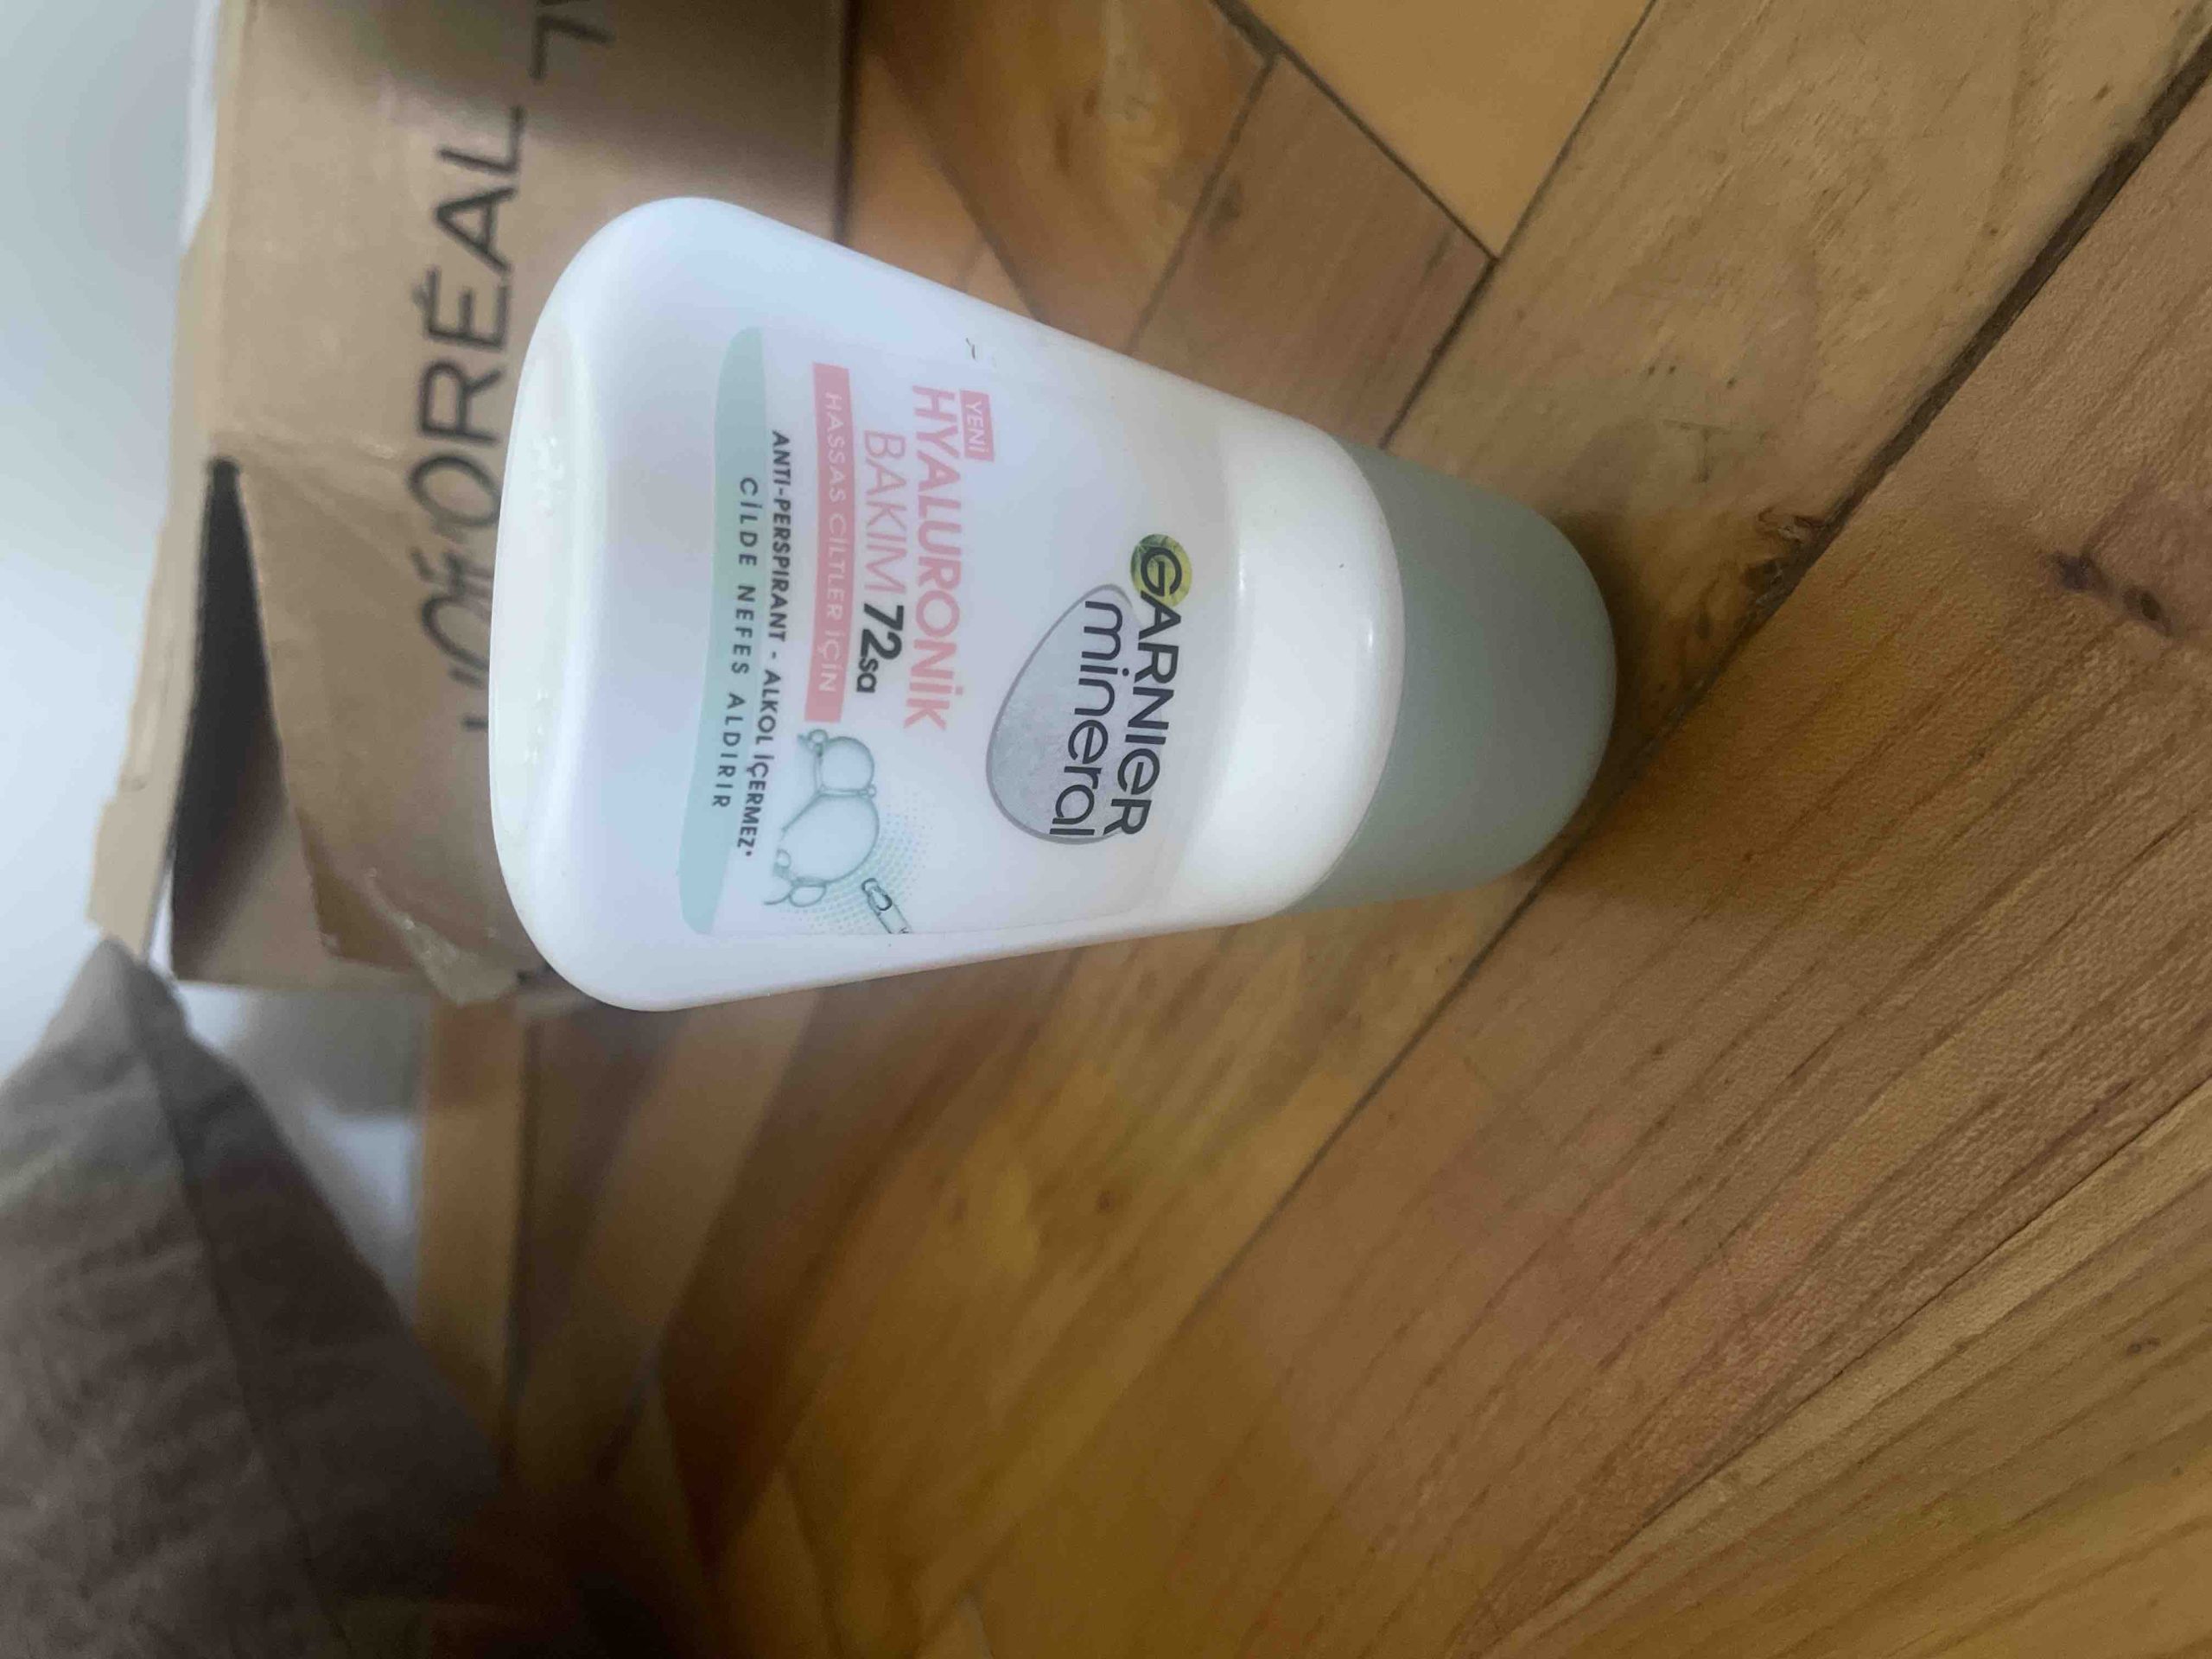 GARNIER
mineral
YENİ
HYALURONİK
BAKIM 72sa
HASSAS CİLTLER İÇİN
ANTI-PERSPIRANT - ALKOL İÇERMEZ*
CİLDE NEFES ALDIRIR
L'ORÉAL